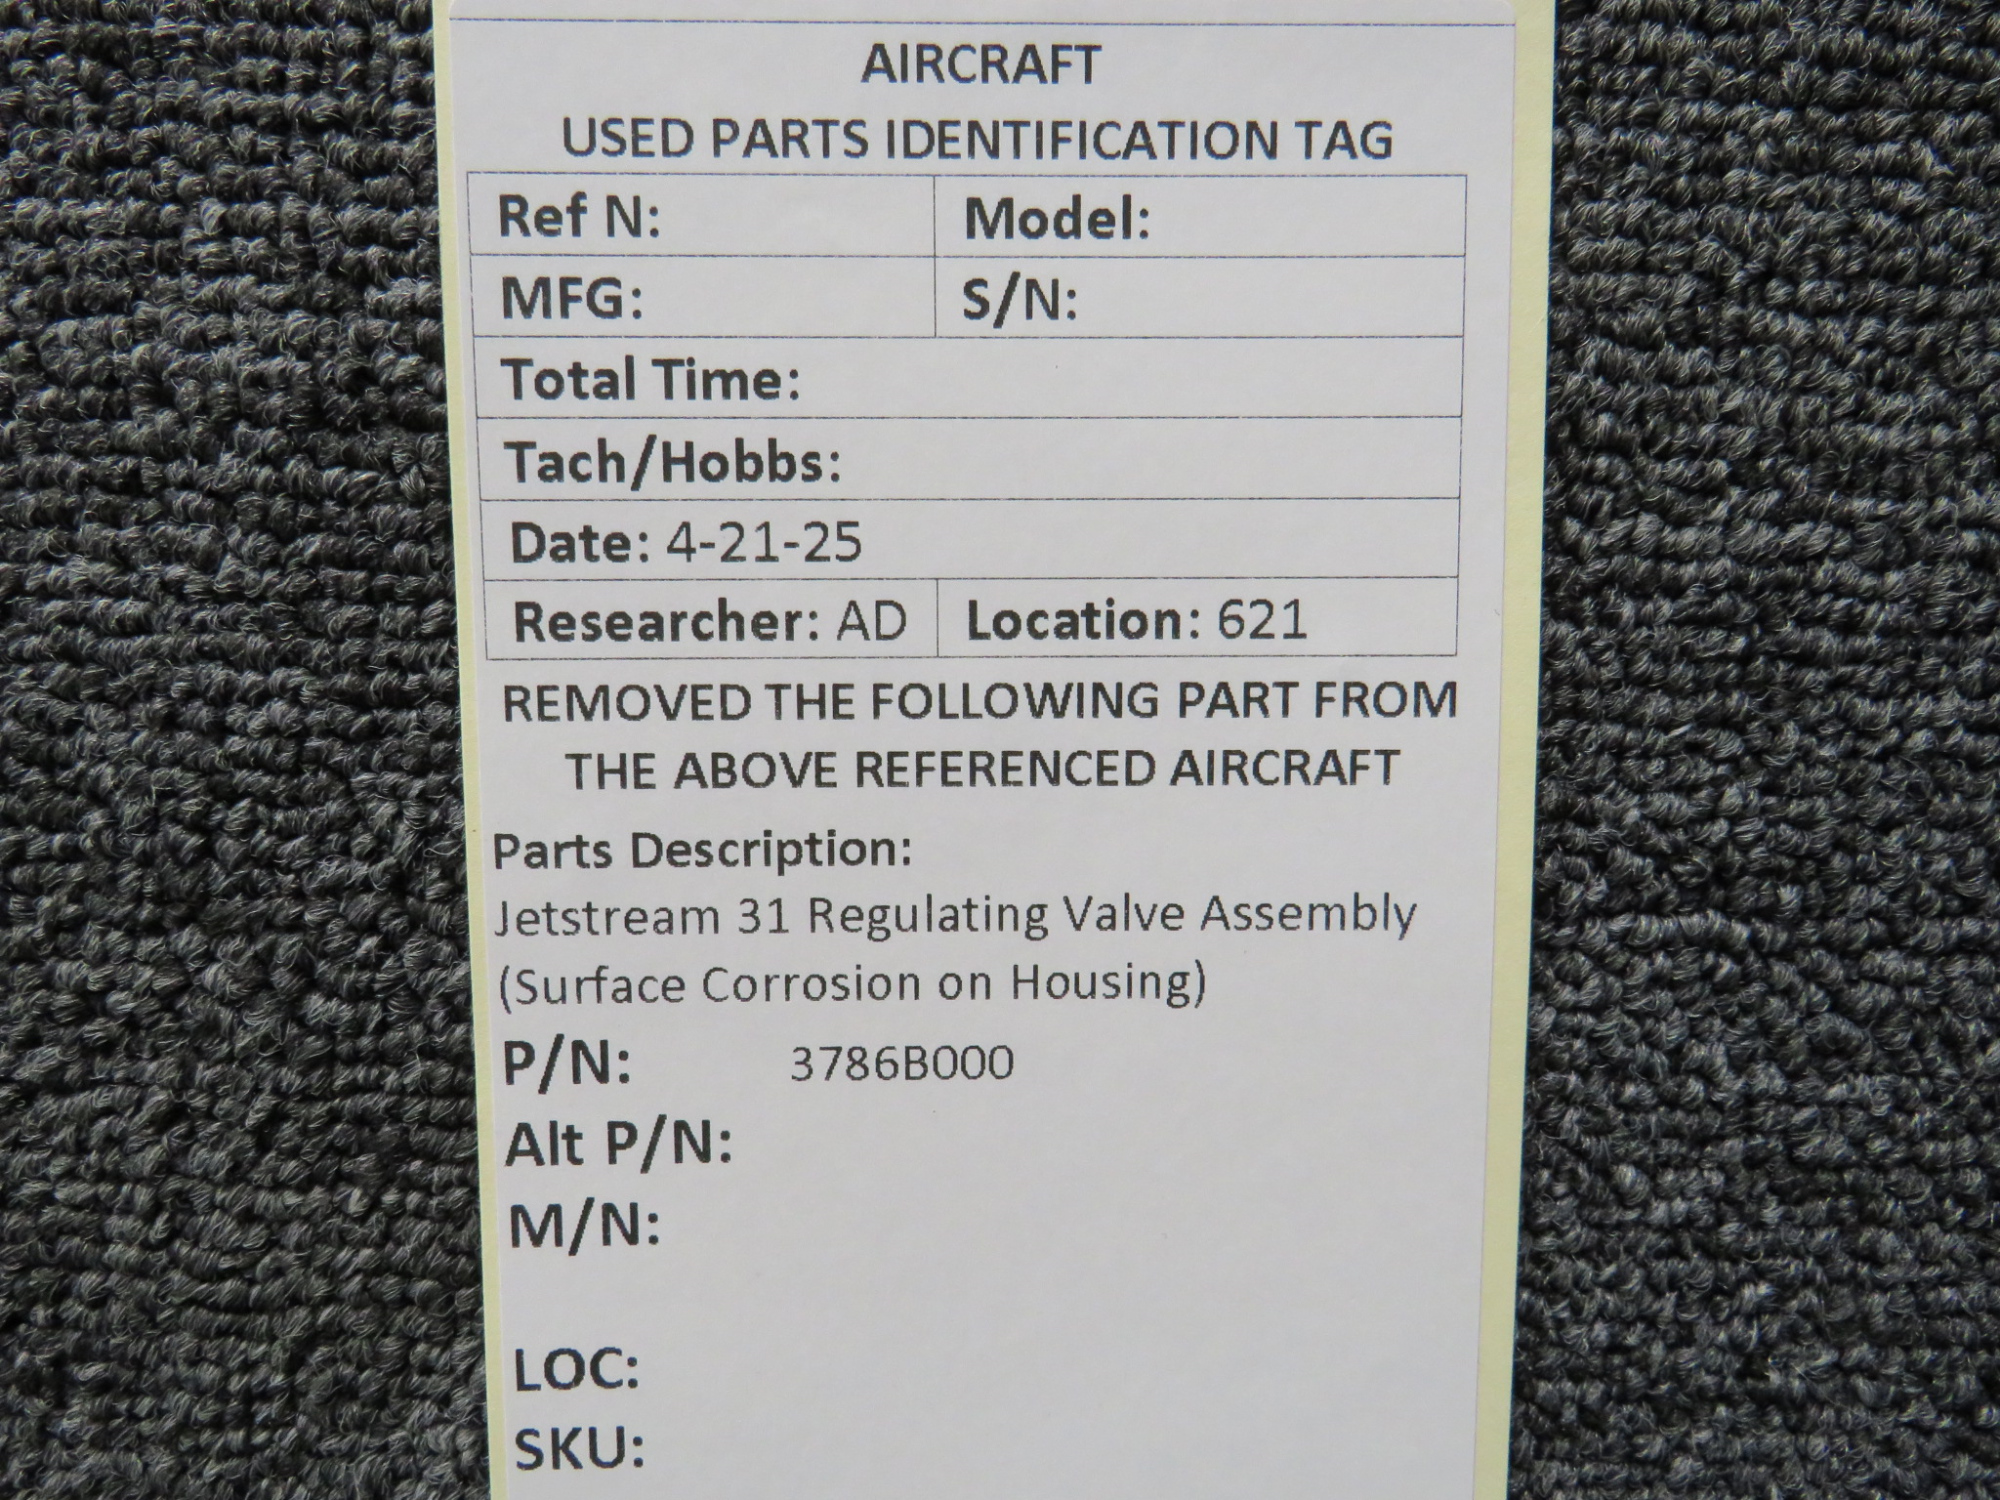 AIRCRAFT
USED PARTS IDENTIFICATION TAG
Ref N: Model:
MFG: S/N:
Total Time:
Tach/Hobbs:
Date: 4-21-25
Researcher: AD Location: 621
REMOVED THE FOLLOWING PART FROM
THE ABOVE REFERENCED AIRCRAFT
Parts Description:
Jetstream 31 Regulating Valve Assembly
(Surface Corrosion on Housing)
P/N: 3786B000
Alt P/N:
M/N:
LOC:
SKU: